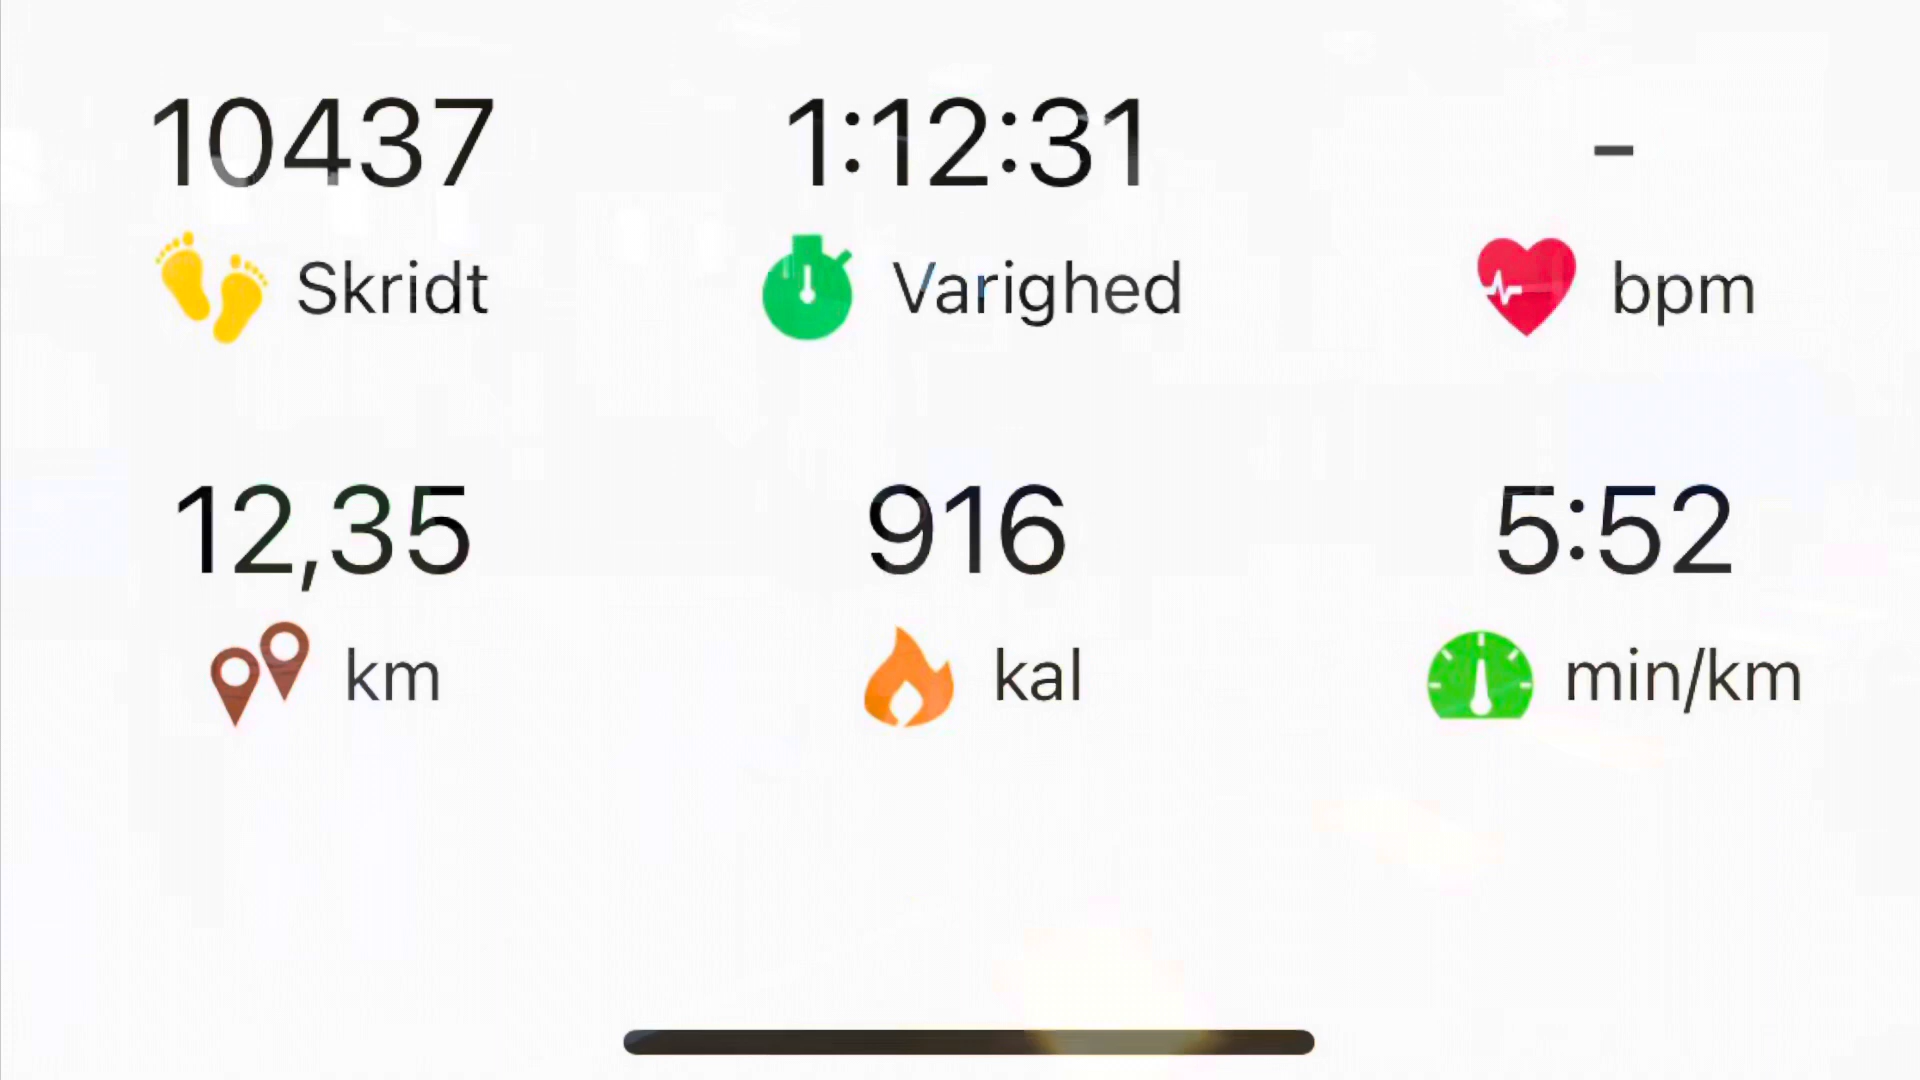 10437 1:12:31 -
Skridt Varighed bpm
12,35 916 5:52
km kal min/km